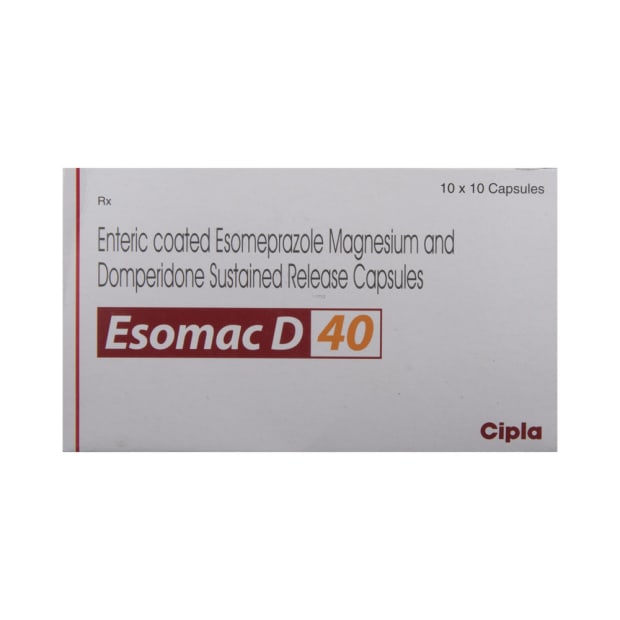 10 x 10 Capsules
Rx
Enteric coated Esomeprazole Magnesium and
Domperidone Sustained Release Capsules
Esomac D 40
Cipla